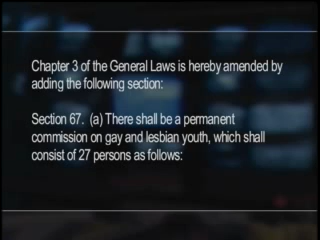 Chapter 3 of the General Laws is hereby amended by
adding the following section:
Section 67.  (a) There shall be a permanent
commission on gay and lesbian youth, which shall
consist of 27 persons as follows: